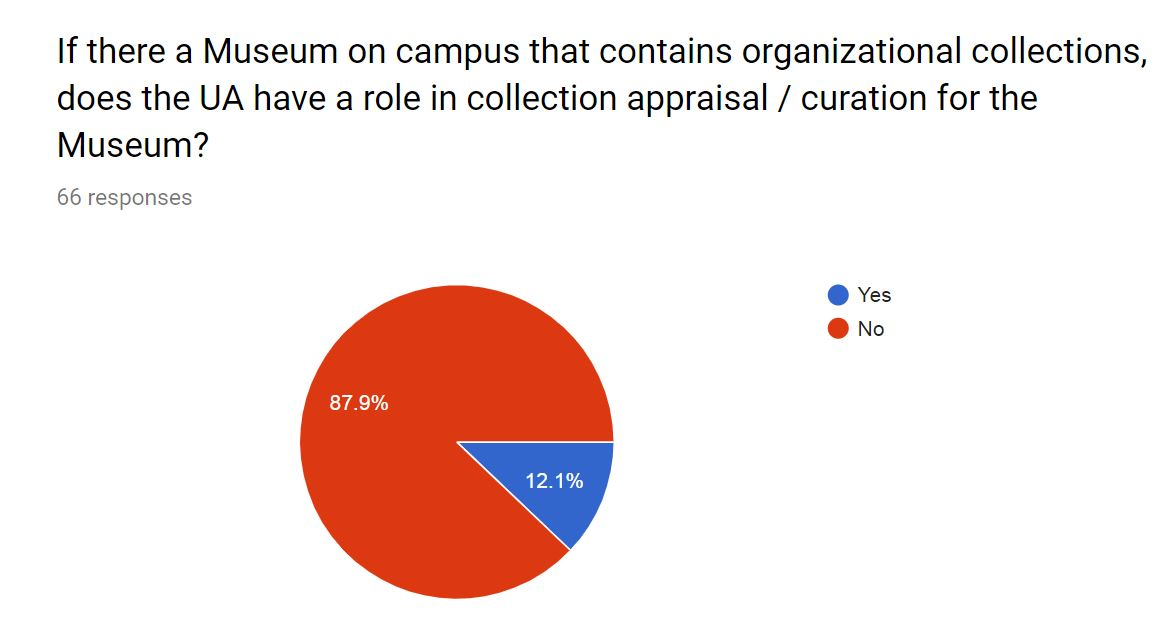 If there a Museum on campus that contains organizational collections,
does the UA have a role in collection appraisal / curation for the
Museum?
66 responses
Yes
No
87.9%
12.1%